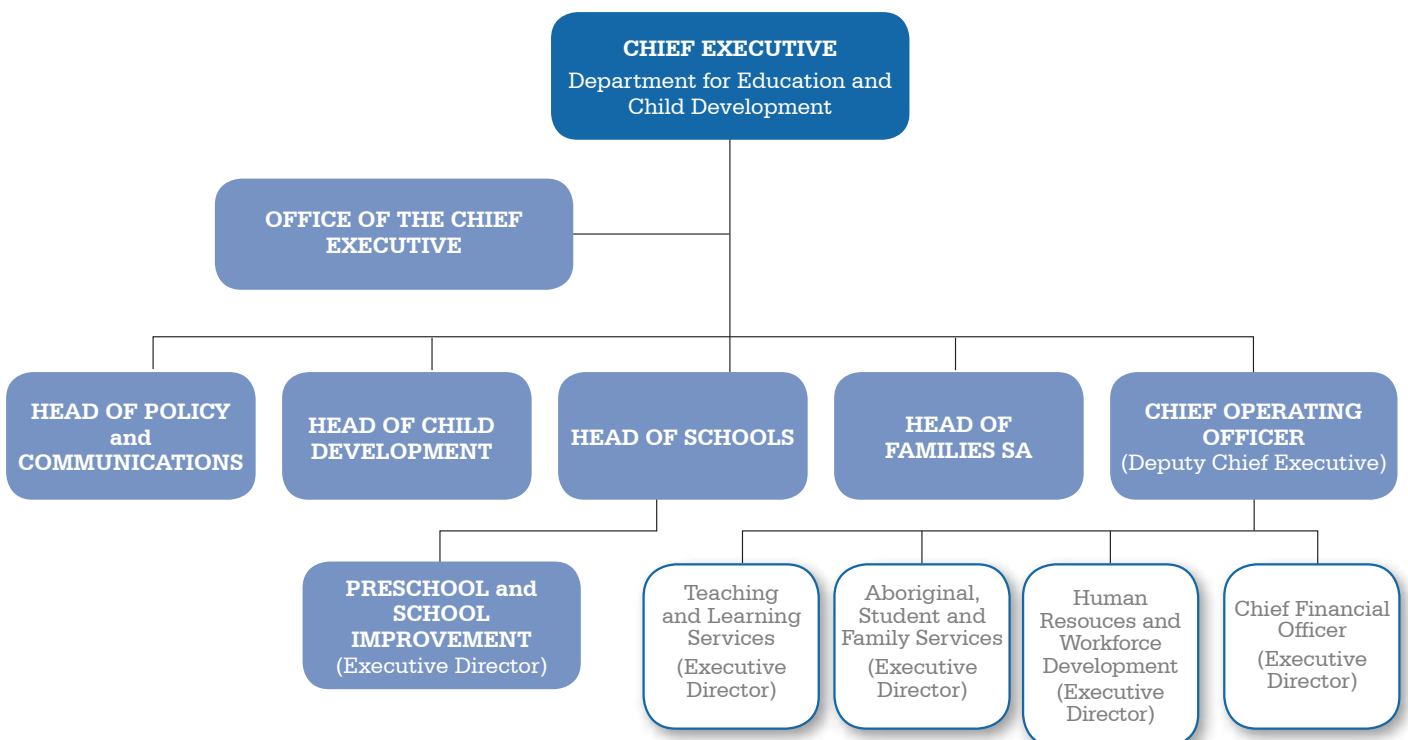 CHIEF EXECUTIVE
Department for Education and
Child Development
OFFICE OF THE CHIEF
EXECUTIVE
HEAD OF POLICY
and
COMMUNICATIONS
HEAD OF CHILD
DEVELOPMENT
HEAD OF SCHOOLS
HEAD OF
FAMILIES SA
CHIEF OPERATING
OFFICER
(Deputy Chief Executive)
PRESCHOOL and
SCHOOL
IMPROVEMENT
(Executive Director)
Teaching
and Learning
Services
(Executive
Director)
Aboriginal,
Student and
Family Services
(Executive
Director)
Human
Resouces and
Workforce
Development
(Executive
Director)
Chief Financial
Officer
(Executive
Director)